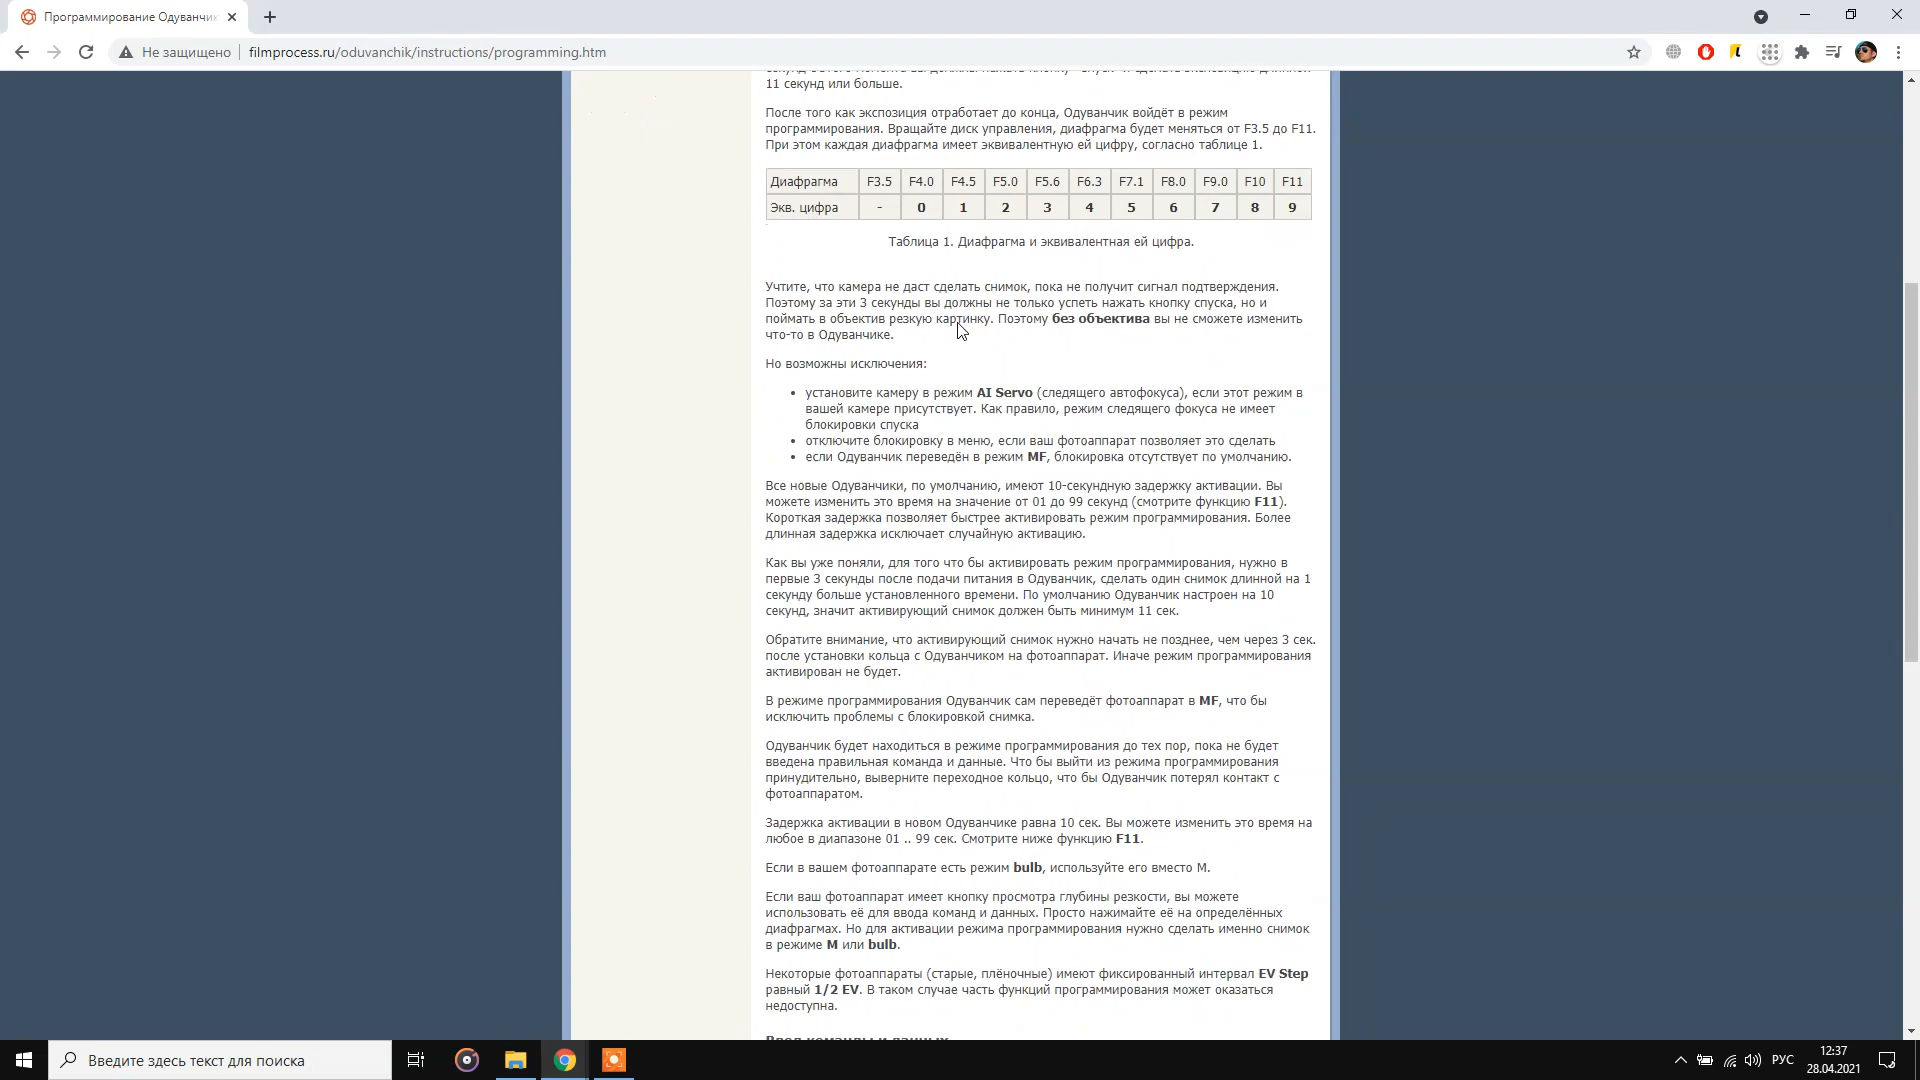 Программирование Одуванчик
Не защищено
filmprocess.ru/oduvanchik/instructions/programming.htm
11 секунд или больше.
После того как экспозиция отработает до конца, Одуванчик войдёт в режим
программирования. Вращайте диск управления, диафрагма будет меняться от F3.5 до F11.
При этом каждая диафрагма имеет эквивалентную ей цифру, согласно таблице 1.
Диафрагма F3.5 F4.0 F4.5 F5.0 F5.6 F6.3 F7.1 F8.0 F9.0 F10 F11
Экв. цифра - 0 1 2 3 4 5 6 7 8 9
Таблица 1. Диафрагма и эквивалентная ей цифра.
Учтите, что камера не даст сделать снимок, пока не получит сигнал подтверждения.
Поэтому за эти 3 секунды вы должны не только успеть нажать кнопку спуска, но и
поймать в объектив резкую картинку. Поэтому без объектива вы не сможете изменить
что-то в Одуванчике.
Но возможны исключения:
• установите камеру в режим AI Servo (следящего автофокуса), если этот режим в
вашей камере присутствует. Как правило, режим следящего фокуса не имеет
блокировки спуска
• отключите блокировку в меню, если ваш фотоаппарат позволяет это сделать
• если Одуванчик переведён в режим MF, блокировка отсутствует по умолчанию.
Все новые Одуванчики, по умолчанию, имеют 10-секундную задержку активации. Вы
можете изменить это время на значение от 01 до 99 секунд (смотрите функцию F11).
Короткая задержка позволяет быстрее активировать режим программирования. Более
длинная задержка исключает случайную активацию.
Как вы уже поняли, для того что бы активировать режим программирования, нужно в
первые 3 секунды после подачи питания в Одуванчик, сделать один снимок длинной на 1
секунду больше установленного времени. По умолчанию Одуванчик настроен на 10
секунд, значит активирующий снимок должен быть минимум 11 сек.
Обратите внимание, что активирующий снимок нужно начать не позднее, чем через 3 сек.
после установки кольца с Одуванчиком на фотоаппарат. Иначе режим программирования
активирован не будет.
В режиме программирования Одуванчик сам переведёт фотоаппарат в MF, что бы
исключить проблемы с блокировкой снимка.
Одуванчик будет находиться в режиме программирования до тех пор, пока не будет
введена правильная команда и данные. Что бы выйти из режима программирования
принудительно, выверните переходное кольцо, что бы Одуванчик потерял контакт с
фотоаппаратом.
Задержка активации в новом Одуванчике равна 10 сек. Вы можете изменить это время на
любое в диапазоне 01 .. 99 сек. Смотрите ниже функцию F11.
Если в вашем фотоаппарате есть режим bulb, используйте его вместо М.
Если ваш фотоаппарат имеет кнопку просмотра глубины резкости, вы можете
использовать её для ввода команд и данных. Просто нажимайте её на определённых
диафрагмах. Но для активации режима программирования нужно сделать именно снимок
в режиме M или bulb.
Некоторые фотоаппараты (старые, плёночные) имеют фиксированный интервал EV Step
равный 1/2 EV. В таком случае часть функций программирования может оказаться
недоступна.
Введите здесь текст для поиска
РУС
12:37
28.04.2021